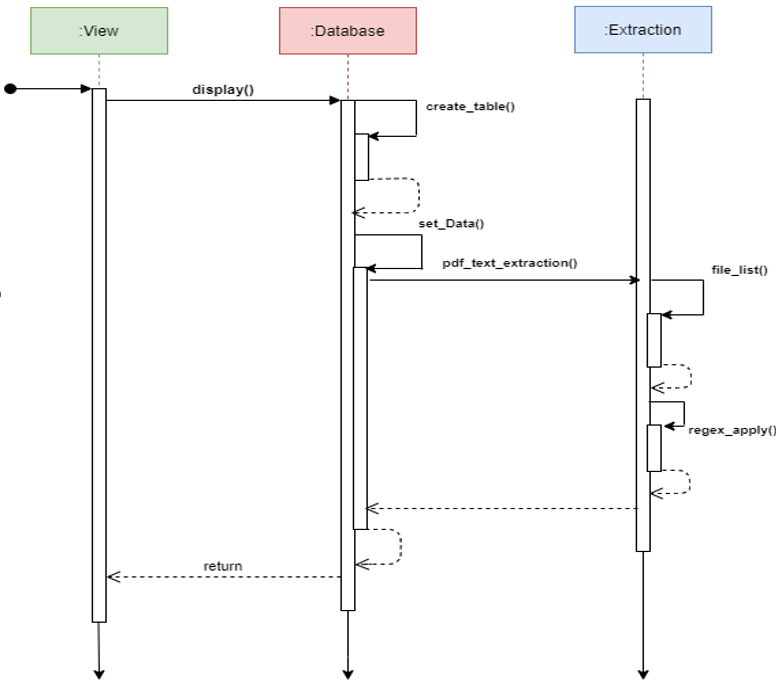 :View
:Database
:Extraction
display()
create_table()
set_Data()
pdf_text_extraction()
file_list()
regex_apply()
return